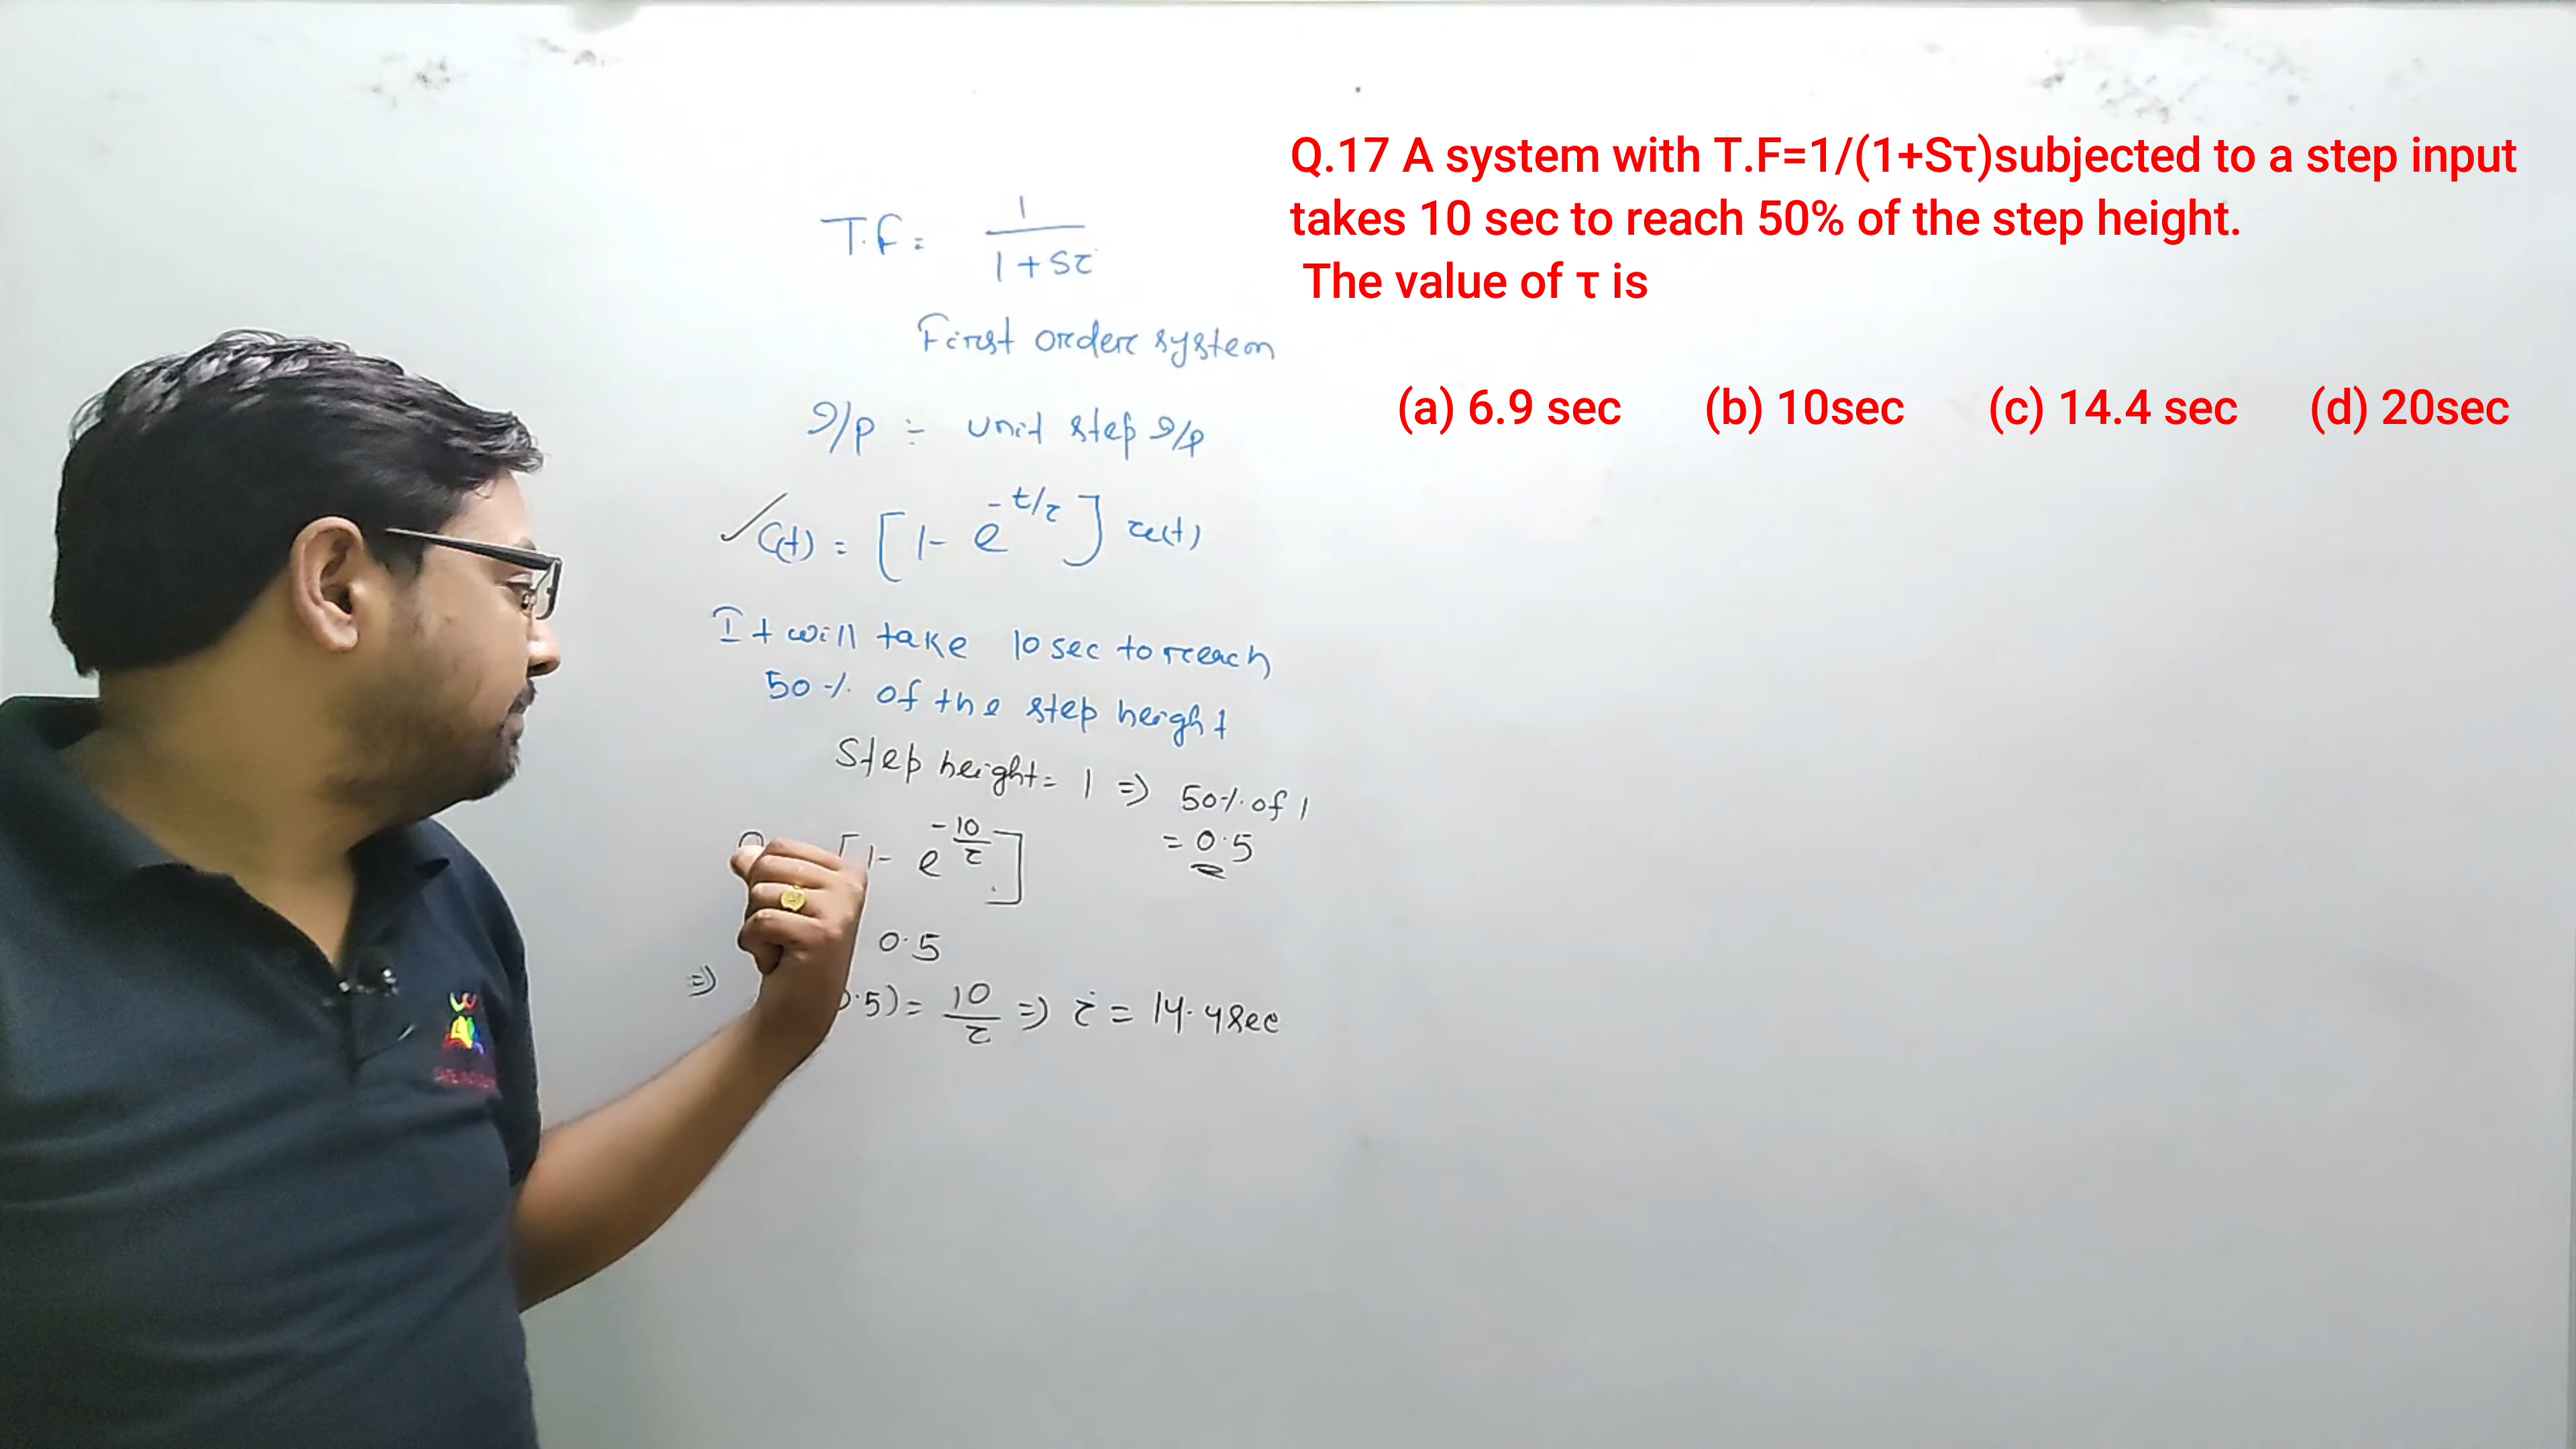 Q.17 A system with T.F=1/(1+Sτ)subjected to a step input
takes 10 sec to reach 50% of the step height.
The value of τ is
(a) 6.9 sec (b) 10sec (c) 14.4 sec (d) 20sec
T.F = 1/(1+Sτ)
First order system
I/p = unit step I/p
C(t) = [1- e^-t/τ] u(t)
It will take 10 sec to reach
50% of the step height
Step height = 1 => 50% of 1
= 0.5
[1- e^-10/τ]
0.5
=> .5) = 10/τ => τ = 14.4sec